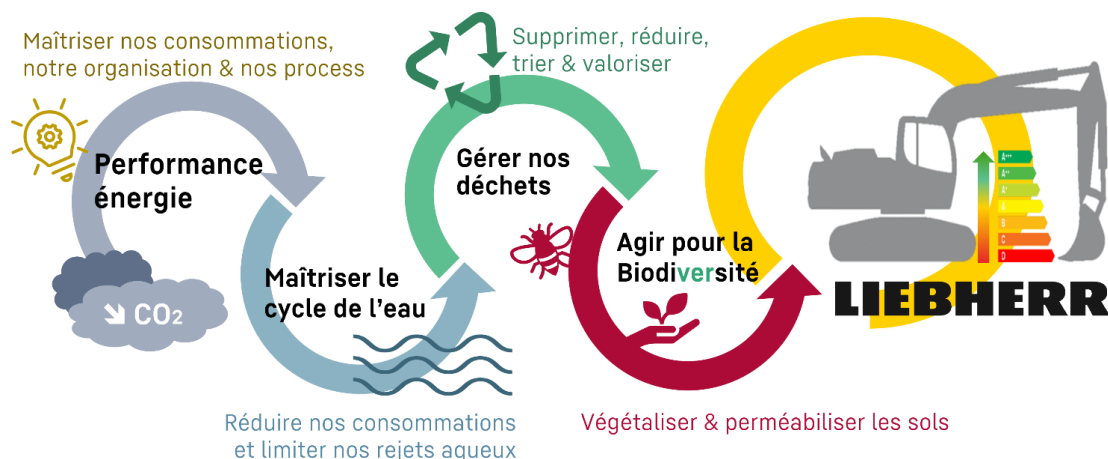 Maîtriser nos consommations,
notre organisation & nos process
Performance
énergie
CO₂
Maîtriser le
cycle de l'eau
Réduire nos consommations
et limiter nos rejets aqueux
Supprimer, réduire,
trier & valoriser
Gérer nos
déchets
Agir pour la
Biodiversité
Végétaliser & perméabiliser les sols
A+++
A++
A+
A
B
C
D
LIEBHERR